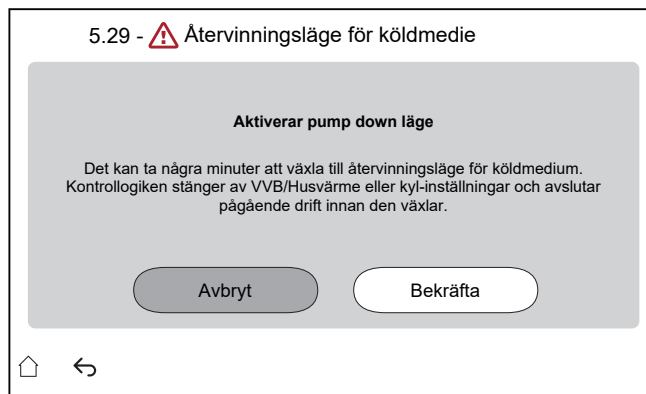 5.29 - Återvinningsläge för köldmedie
Aktiverar pump down läge
Det kan ta några minuter att växla till återvinningsläge för köldmedium.
Kontrollogiken stänger av VVB/Husvärme eller kyl-inställningar och avslutar
pågående drift innan den växlar.
Avbryt Bekräfta